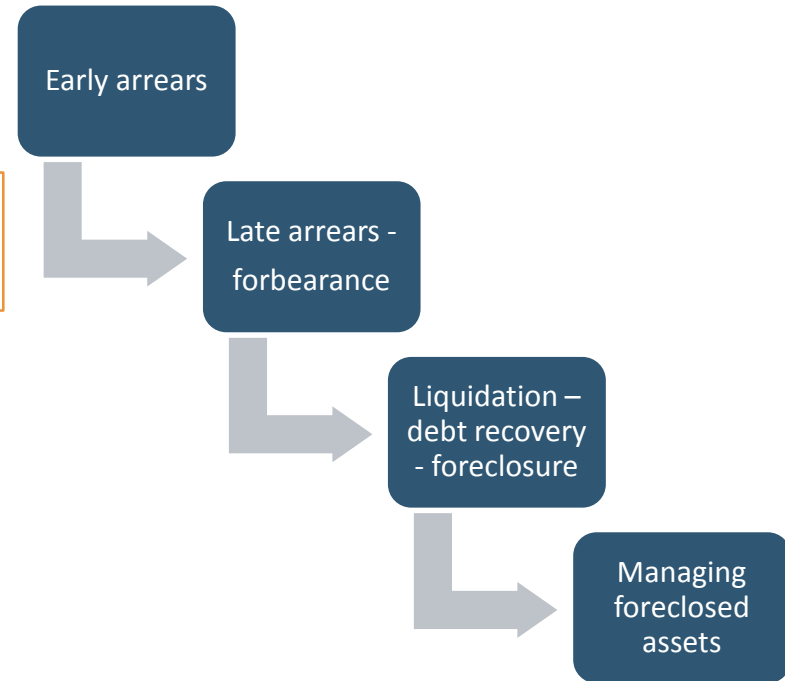 Early arrears
Late arrears -
forbearance
Liquidation –
debt recovery
- foreclosure
Managing
foreclosed
assets